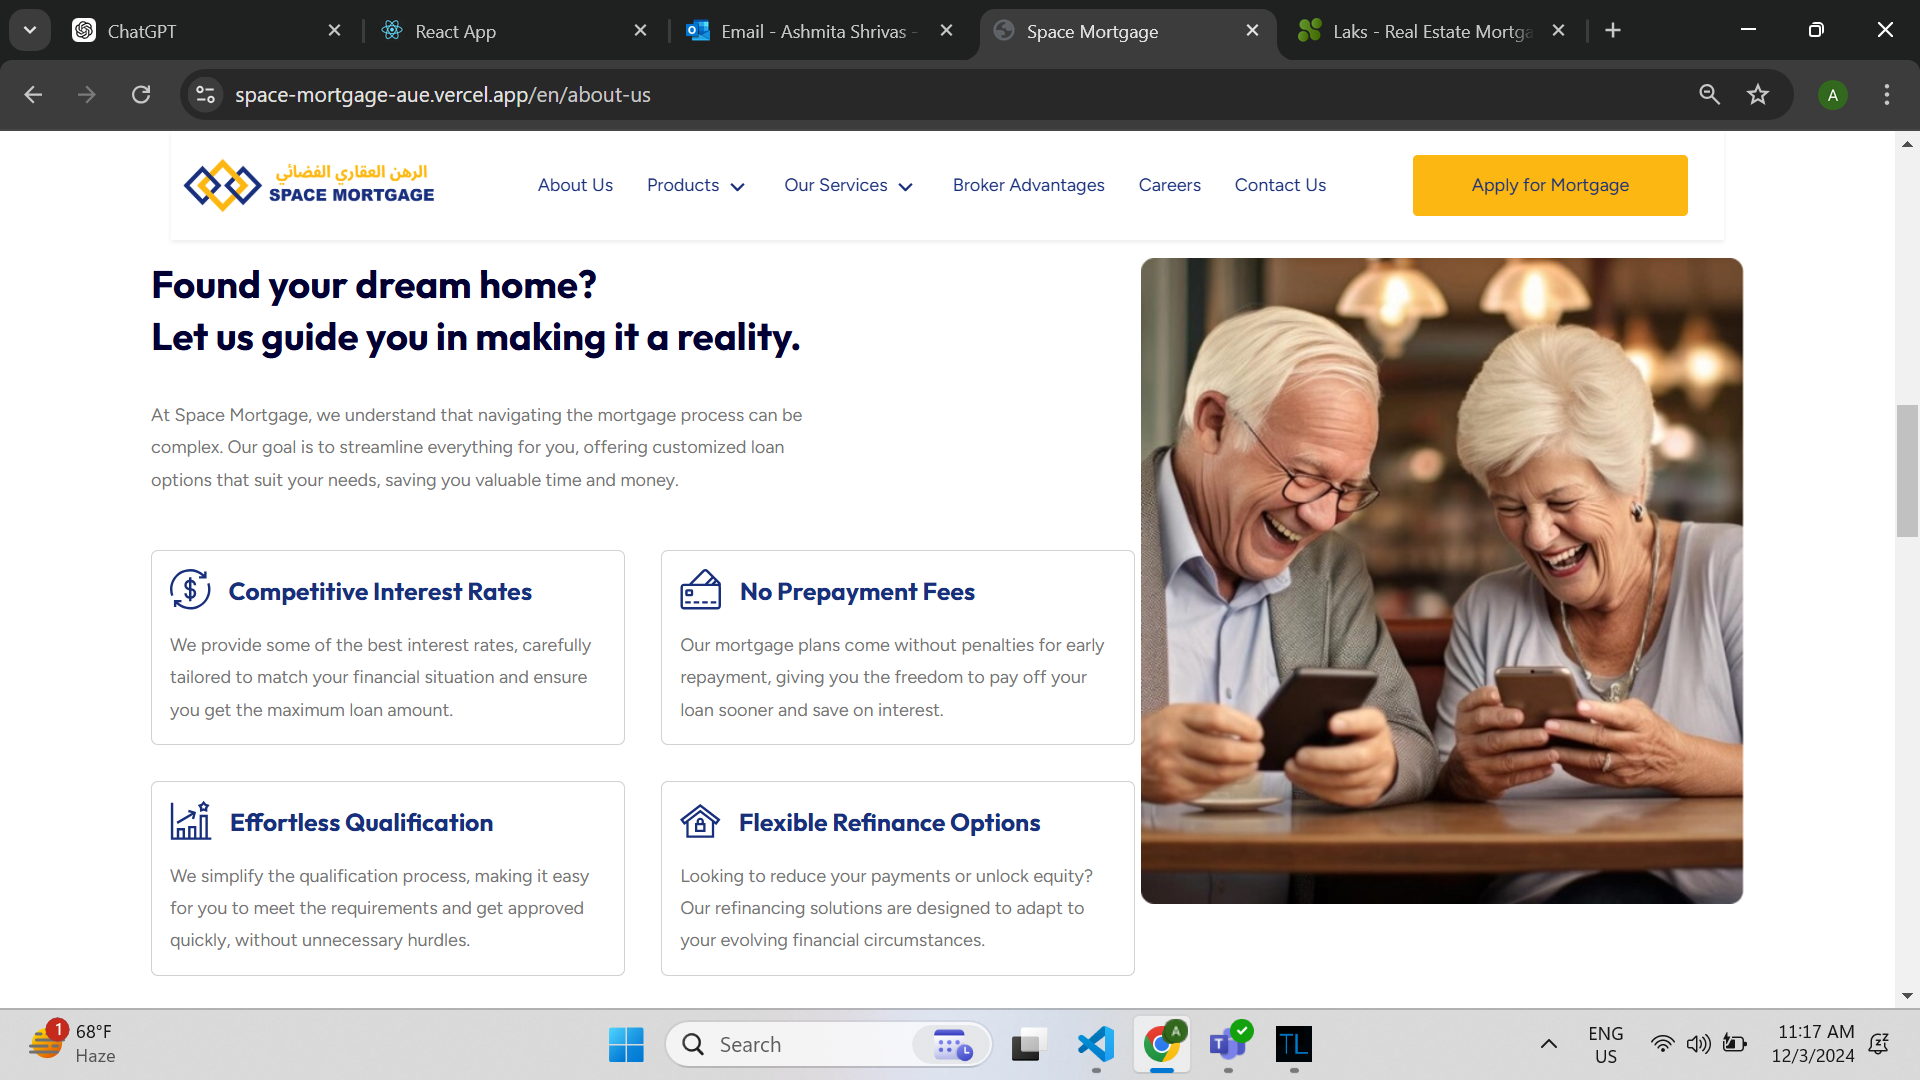 ChatGPT
React App
Email - Ashmita Shrivas -
Space Mortgage
Laks - Real Estate Mortga
space-mortgage-aue.vercel.app/en/about-us
A
الرهن العقاري الفضائي
SPACE MORTGAGE
About Us
Products
Our Services
Broker Advantages
Careers
Contact Us
Apply for Mortgage
Found your dream home?
Let us guide you in making it a reality.
At Space Mortgage, we understand that navigating the mortgage process can be
complex. Our goal is to streamline everything for you, offering customized loan
options that suit your needs, saving you valuable time and money.
Competitive Interest Rates
We provide some of the best interest rates, carefully
tailored to match your financial situation and ensure
you get the maximum loan amount.
No Prepayment Fees
Our mortgage plans come without penalties for early
repayment, giving you the freedom to pay off your
loan sooner and save on interest.
Effortless Qualification
We simplify the qualification process, making it easy
for you to meet the requirements and get approved
quickly, without unnecessary hurdles.
Flexible Refinance Options
Looking to reduce your payments or unlock equity?
Our refinancing solutions are designed to adapt to
your evolving financial circumstances.
1
68°F
Haze
Search
A
T
TL
ENG
US
11:17 AM
12/3/2024